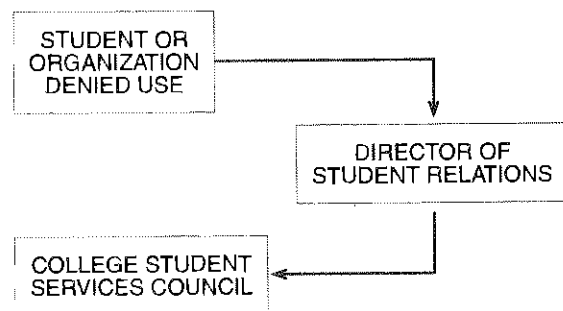 STUDENT OR
ORGANIZATION
DENIED USE
DIRECTOR OF
STUDENT RELATIONS
COLLEGE STUDENT
SERVICES COUNCIL